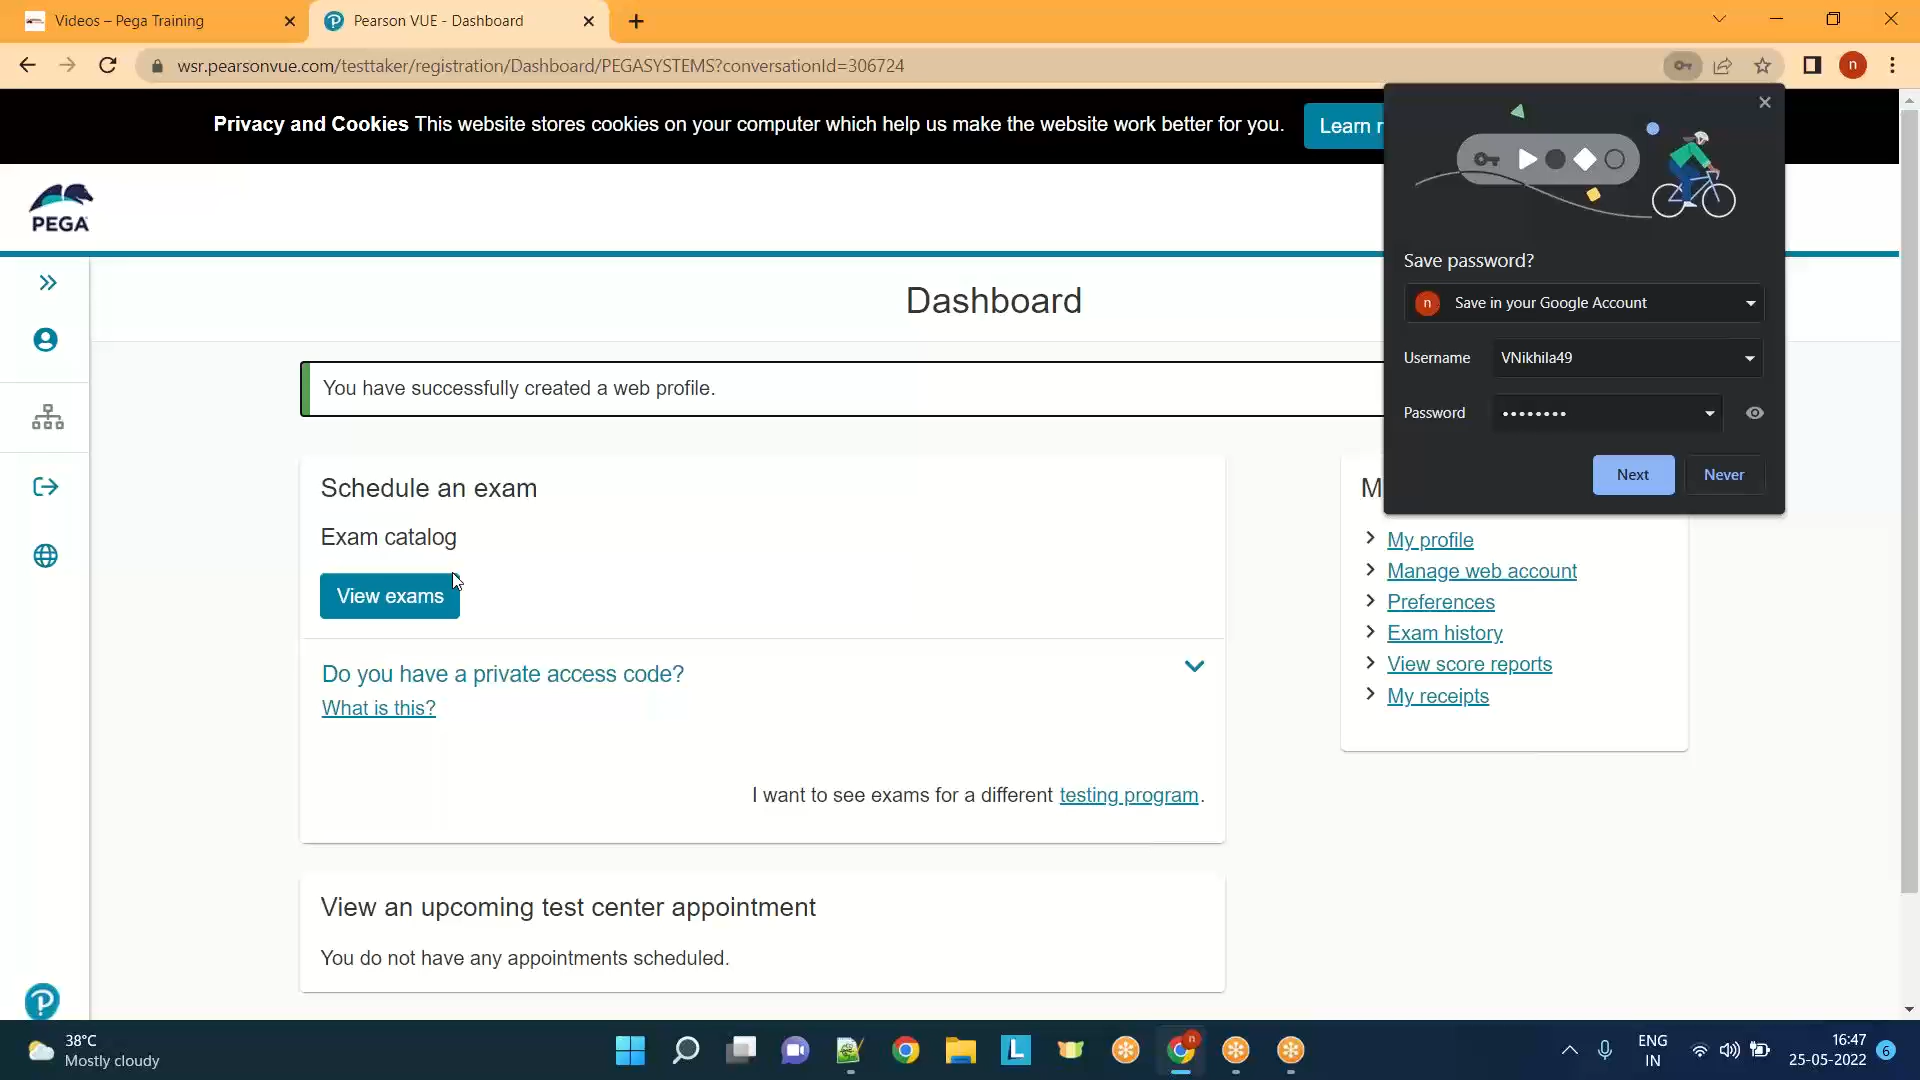 Videos – Pega Training
Pearson VUE - Dashboard
wsr.pearsonvue.com/testtaker/registration/Dashboard/PEGASYSTEMS?conversationId=306724
n
Privacy and Cookies This website stores cookies on your computer which help us make the website work better for you.
Learn r
PEGA
Dashboard
You have successfully created a web profile.
Save password?
n
Save in your Google Account
Username
VNikhila49
Password
••••••••
Next
Never
Schedule an exam
Exam catalog
View exams
Do you have a private access code?
What is this?
I want to see exams for a different testing program.
M
My profile
Manage web account
Preferences
Exam history
View score reports
My receipts
View an upcoming test center appointment
You do not have any appointments scheduled.
38°C
Mostly cloudy
L
n
ENG
IN
16:47
25-05-2022
6